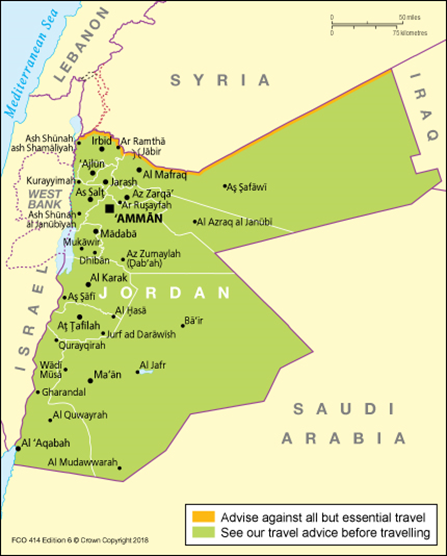 Mediterranean Sea
LEBANON
SYRIA
IRAQ
0 50 miles
0 75 kilometres
Ash Shūnah
ash Shamālīyah
Irbid
Ar Ramthā
Jābir
'Ajlūn
Al Mafraq
Kurayyimah
Jarash
Aş Şafāwī
WEST
BANK
As Salţ
Az Zarqā'
Ar Ruşayfah
'AMMĀN
Ash Shūnāh
al Janūbīyah
Al Azraq al Janūbī
Mādabā
Mukāwir
Dhibān
Az Zumaylah
(Ḍab'ah)
Al Karak
ISRAEL
JORDAN
Aş Şāfī
Al Ḥasā
Bā'ir
Aţ Ţafīlah
Jurf ad Darāwīsh
Qurayqirah
Wādī
Mūsá
Al Jafr
Ma'ān
Gharandal
Al Quwayrah
SAUDI
ARABIA
Al 'Aqabah
Al Mudawwarah
Advise against all but essential travel
See our travel advice before travelling
FCO 414 Edition 6 © Crown Copyright 2018